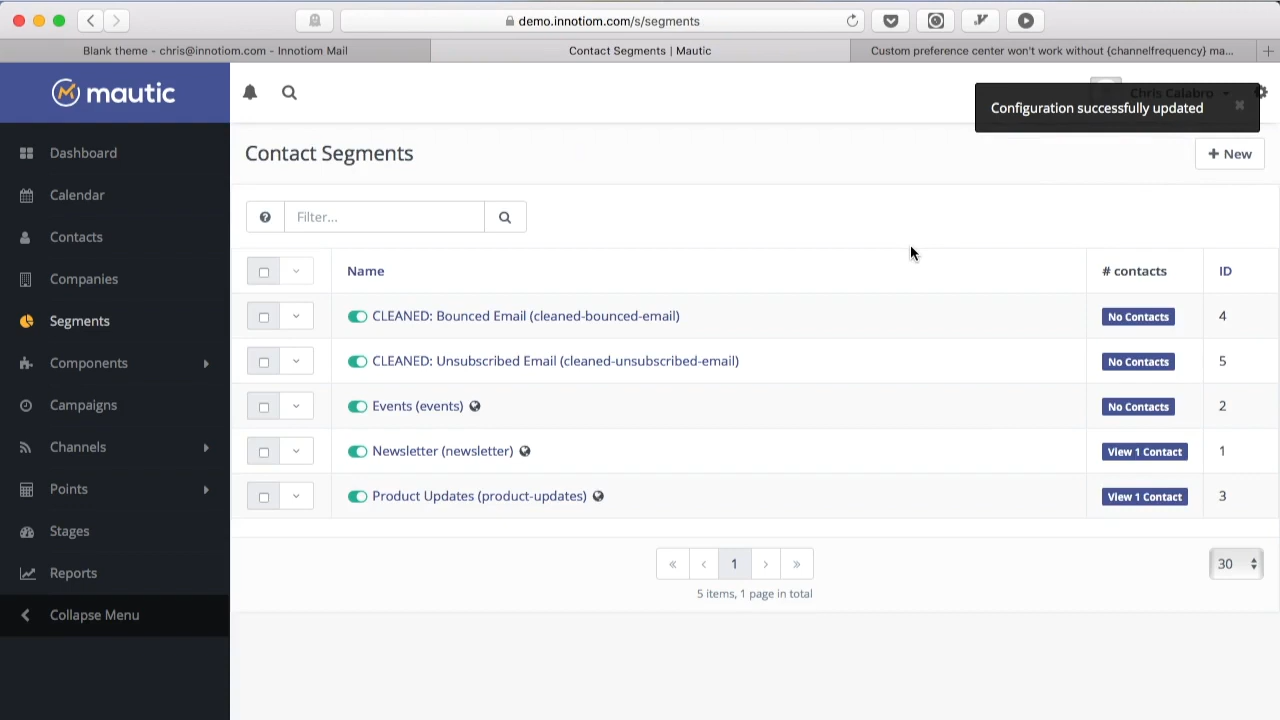 demo.innotiom.com/s/segments
Blank theme - chris@innotiom.com - Innotiom Mail
Contact Segments | Mautic
Custom preference center won't work without {channelfrequency} ma...
mautic
Chris Calabro
Configuration successfully updated
Dashboard
Calendar
Contacts
Companies
Segments
Components
Campaigns
Channels
Points
Stages
Reports
Collapse Menu
Contact Segments
+ New
Filter...
Name
# contacts
ID
CLEANED: Bounced Email (cleaned-bounced-email)
No Contacts
4
CLEANED: Unsubscribed Email (cleaned-unsubscribed-email)
No Contacts
5
Events (events)
No Contacts
2
Newsletter (newsletter)
View 1 Contact
1
Product Updates (product-updates)
View 1 Contact
3
« ‹ 1 › »
30
5 items, 1 page in total